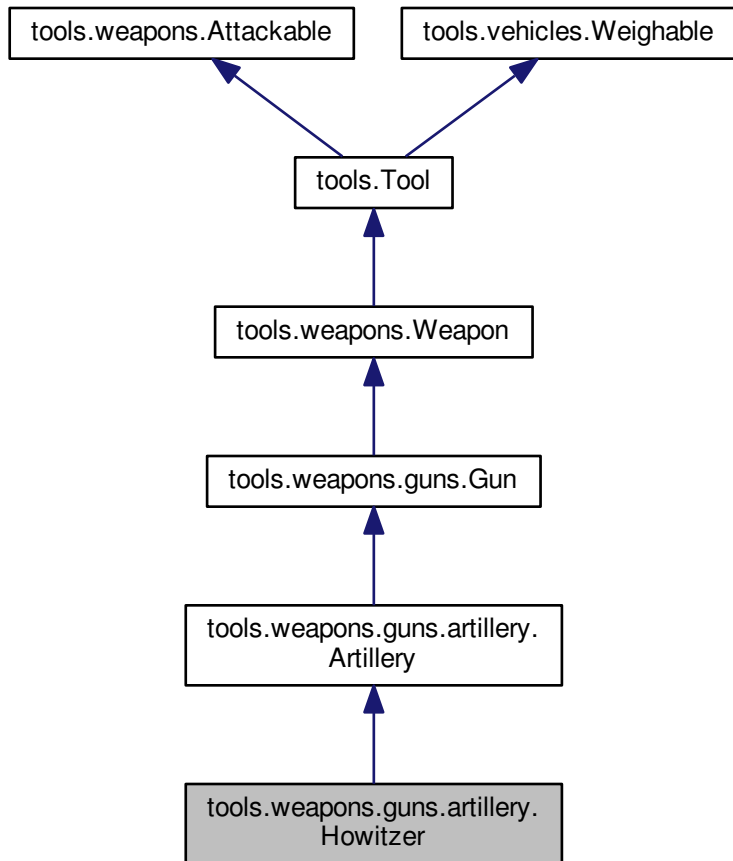 tools.weapons.Attackable
tools.vehicles.Weighable
tools.Tool
tools.weapons.Weapon
tools.weapons.guns.Gun
tools.weapons.guns.artillery.
Artillery
tools.weapons.guns.artillery.
Howitzer